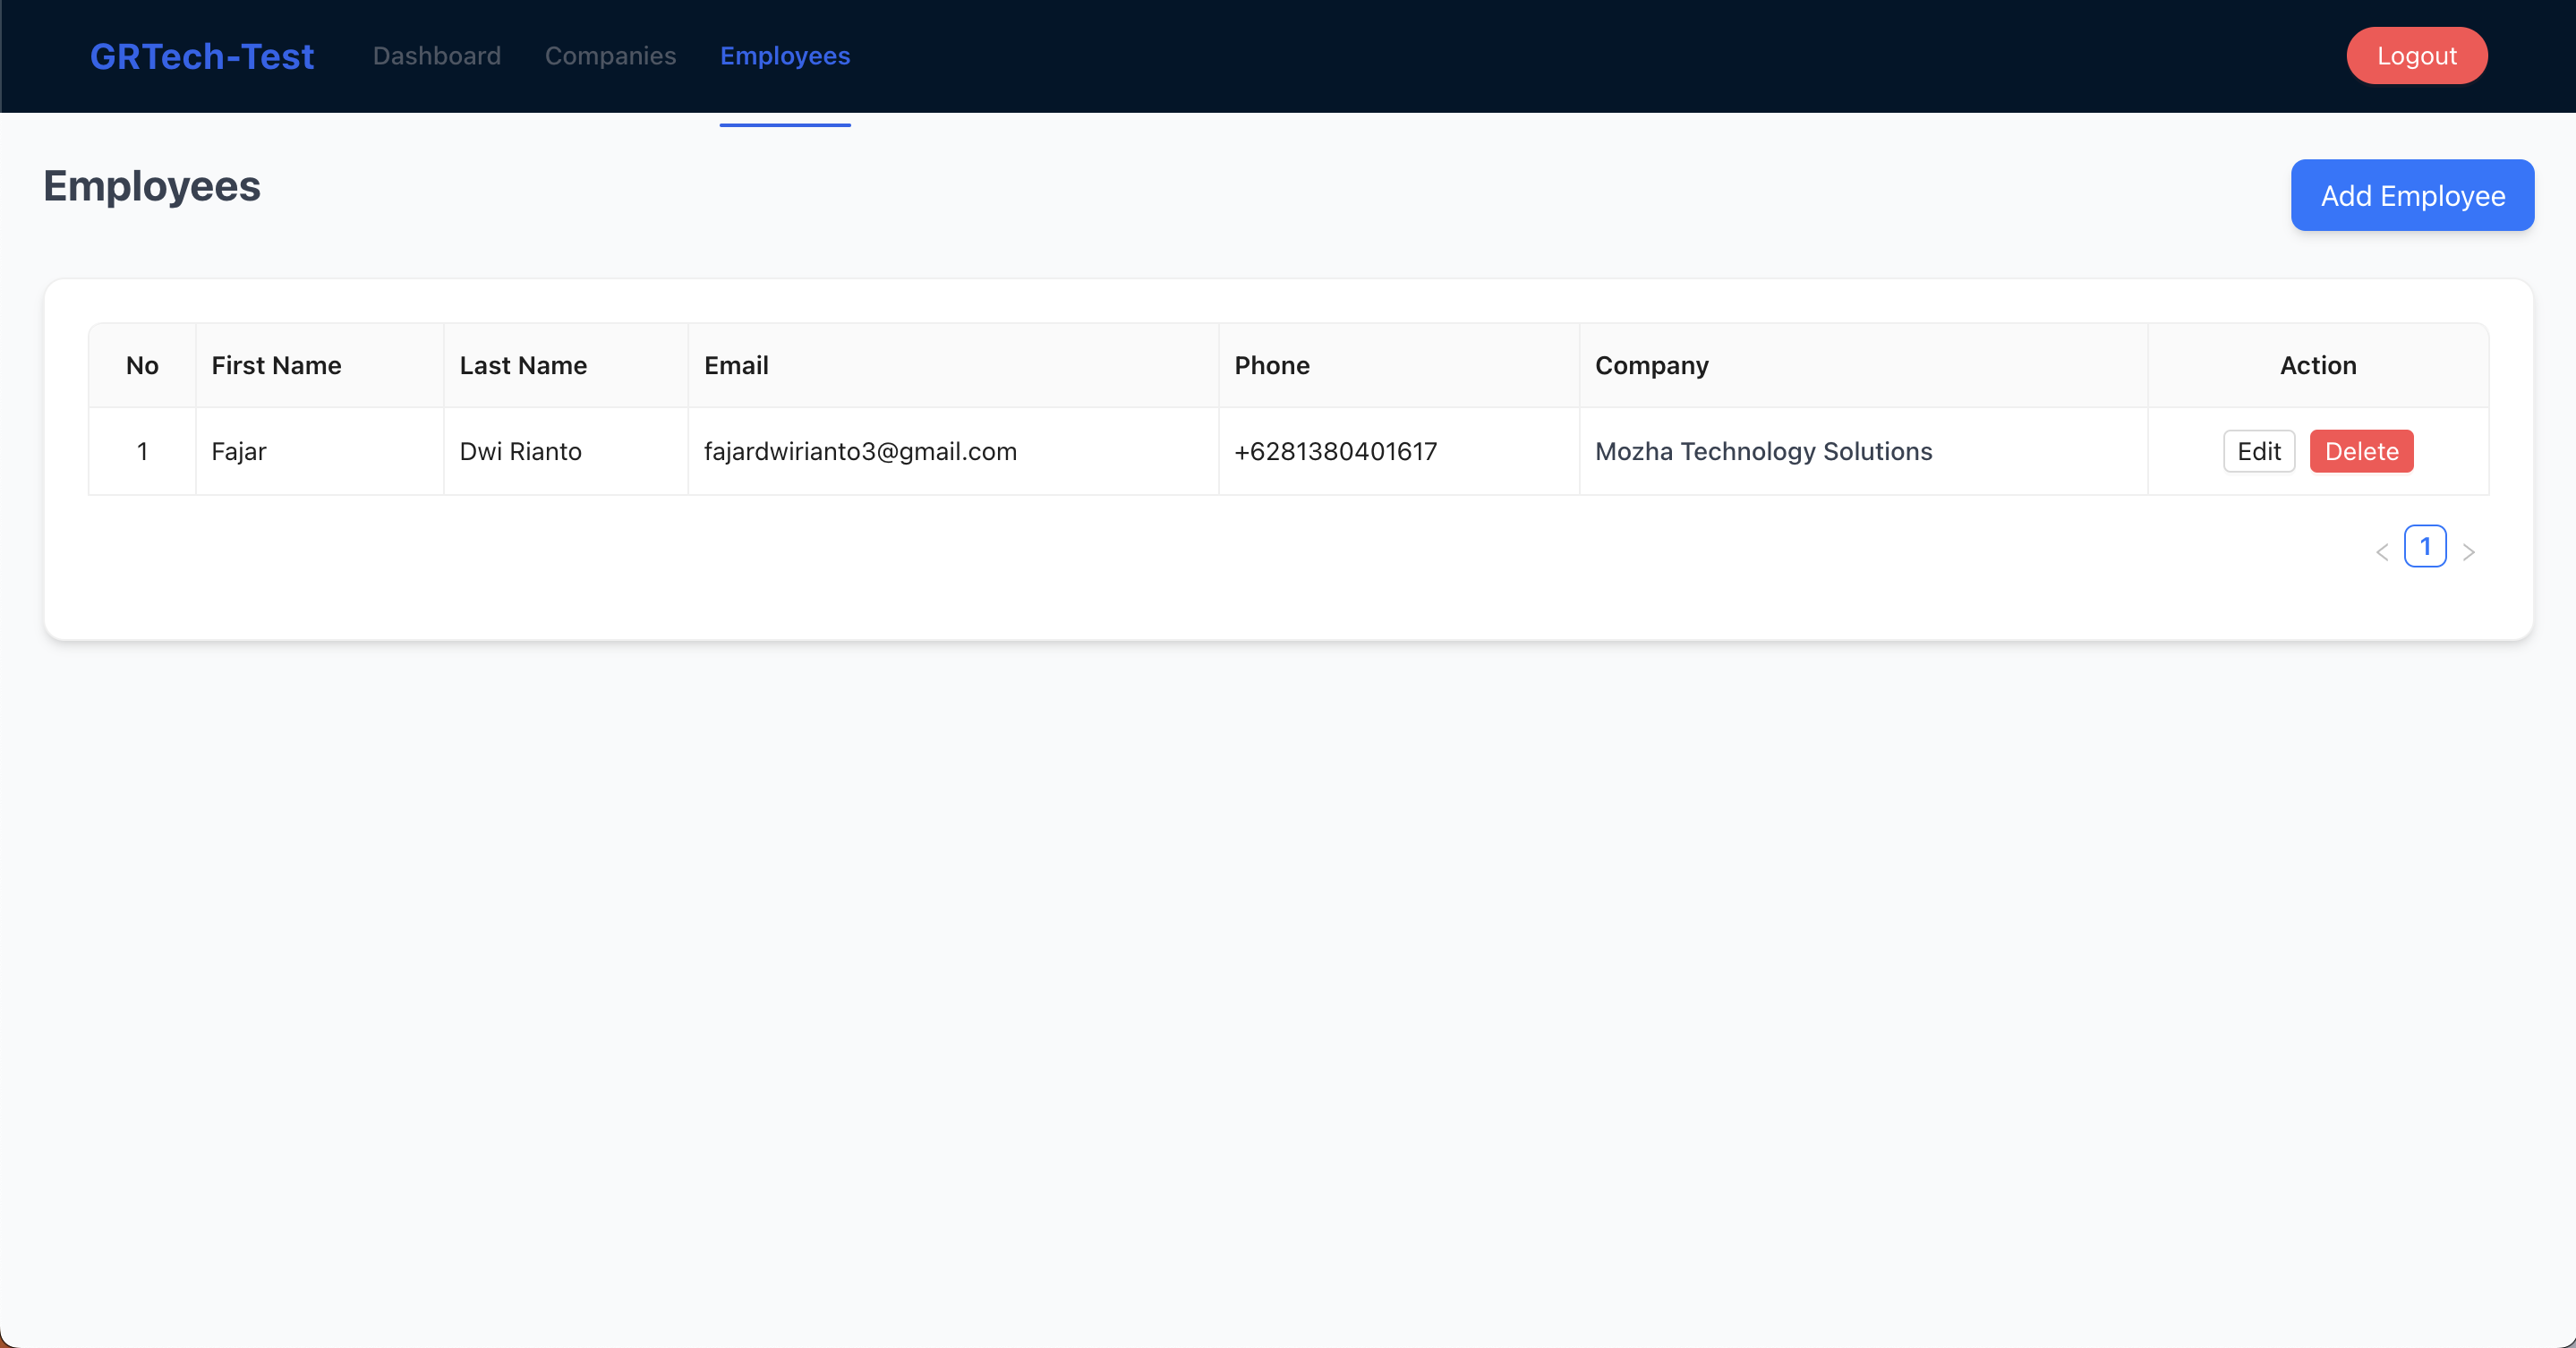 GRTech-Test Dashboard Companies Employees Logout
Employees Add Employee
No First Name Last Name Email Phone Company Action
1 Fajar Dwi Rianto fajardwirianto3@gmail.com +6281380401617 Mozha Technology Solutions Edit Delete
< 1 >